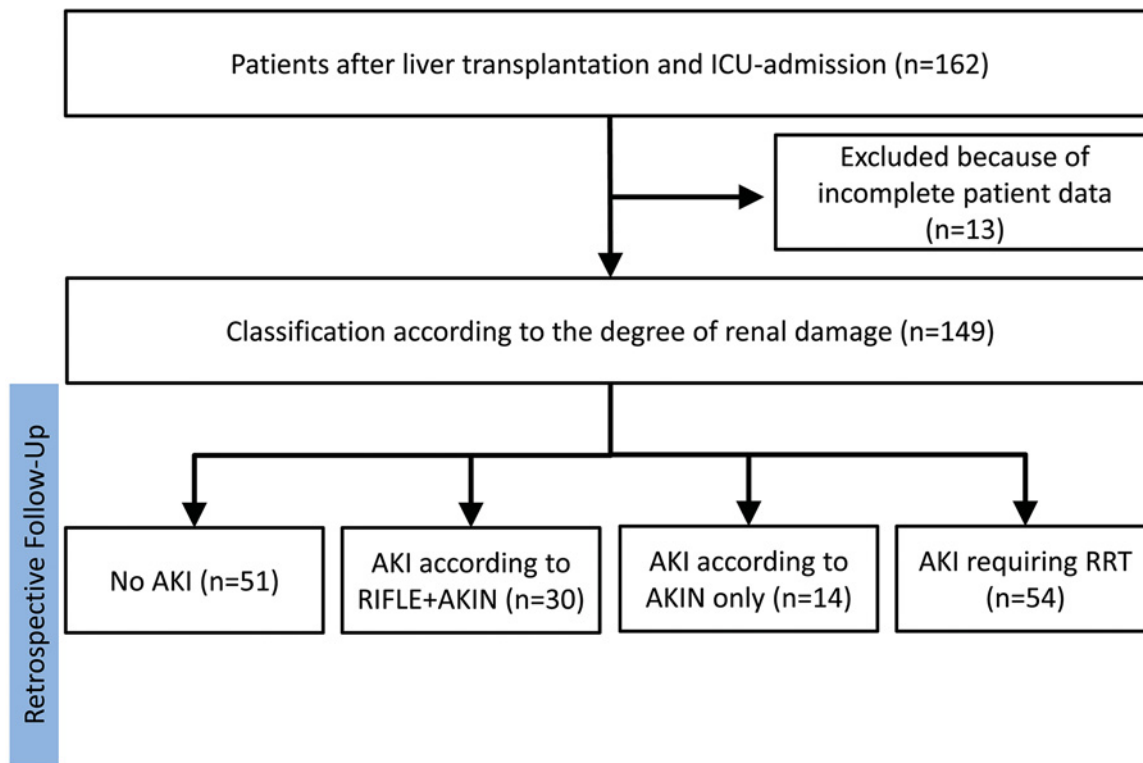 Patients after liver transplantation and ICU-admission (n=162)
Excluded because of
incomplete patient data
(n=13)
Classification according to the degree of renal damage (n=149)
Retrospective Follow-Up
No AKI (n=51)
AKI according to
RIFLE+AKIN (n=30)
AKI according to
AKIN only (n=14)
AKI requiring RRT
(n=54)